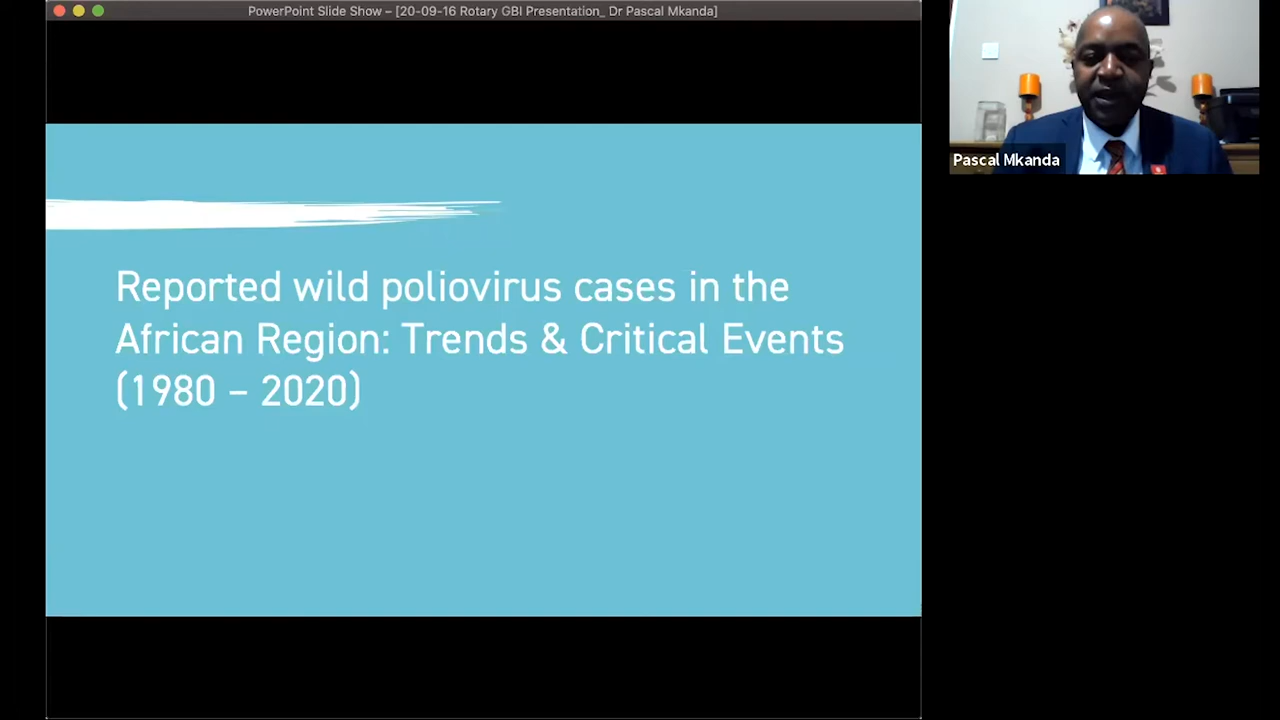 PowerPoint Slide Show – [20-09-16 Rotary GBI Presentation_ Dr Pascal Mkanda]
Pascal Mkanda
Reported wild poliovirus cases in the
African Region: Trends & Critical Events
(1980 – 2020)